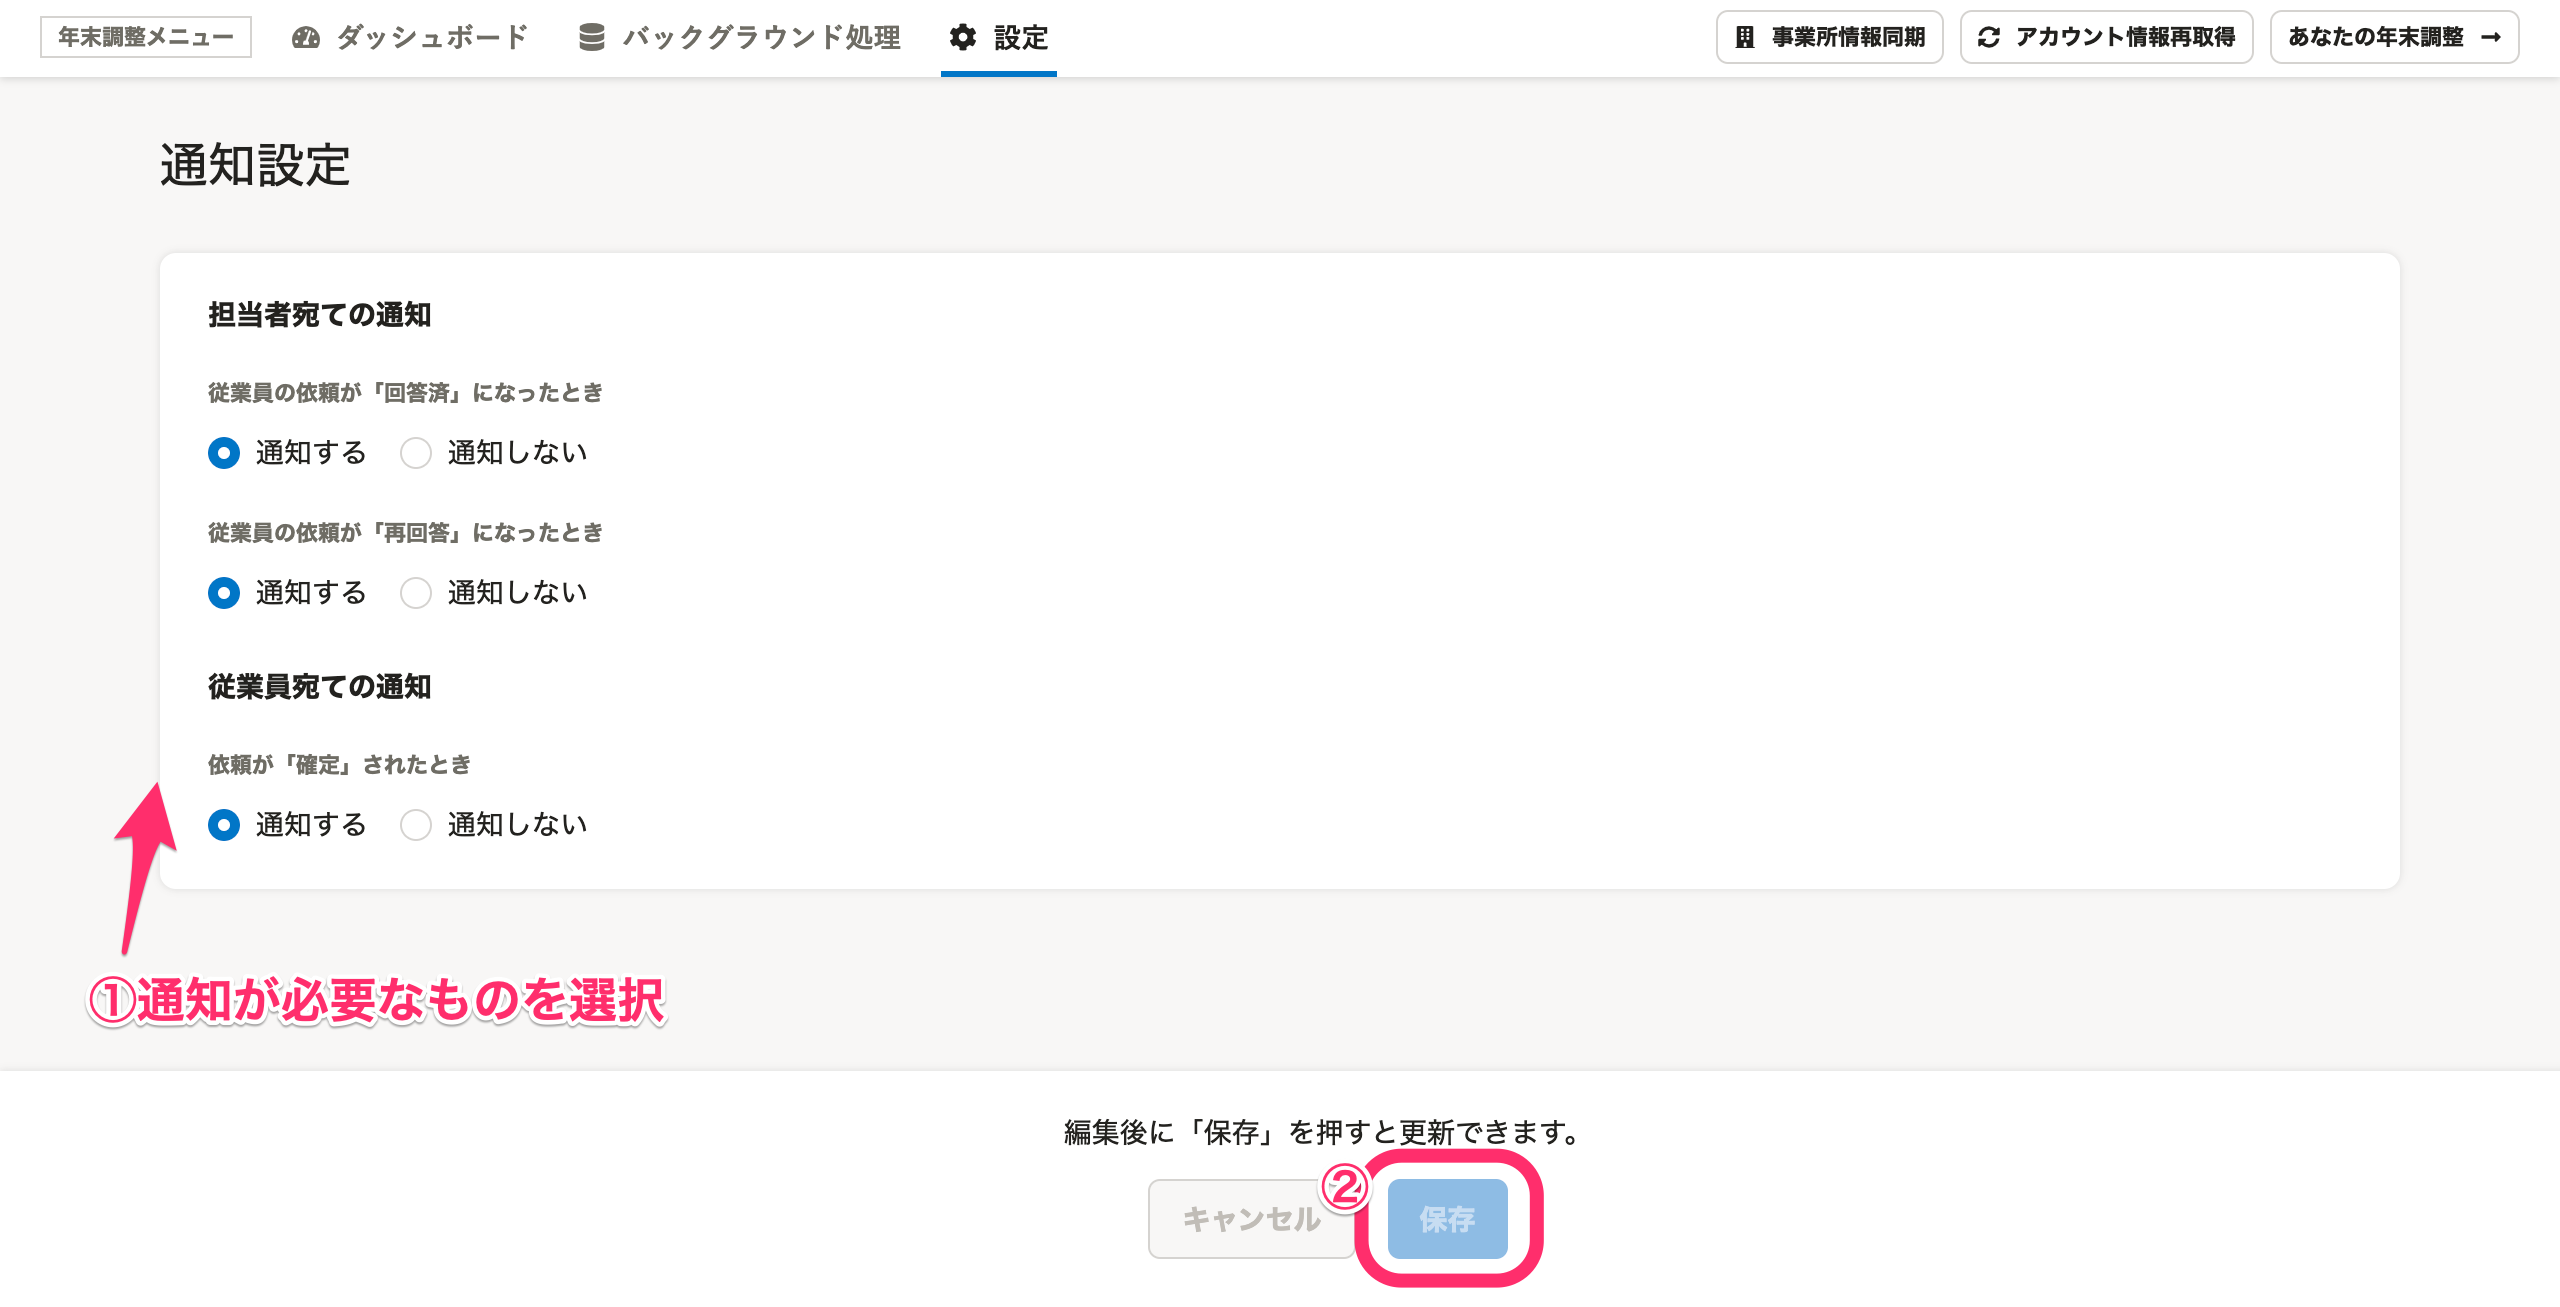 年末調整メニュー ダッシュボード バックグラウンド処理 設定 事業所情報同期 アカウント情報再取得 あなたの年末調整 →
通知設定
担当者宛ての通知
従業員の依頼が「回答済」になったとき
通知する 通知しない
従業員の依頼が「再回答」になったとき
通知する 通知しない
従業員宛ての通知
依頼が「確定」されたとき
通知する 通知しない
①通知が必要なものを選択
編集後に「保存」を押すと更新できます。
キャンセル ② 保存